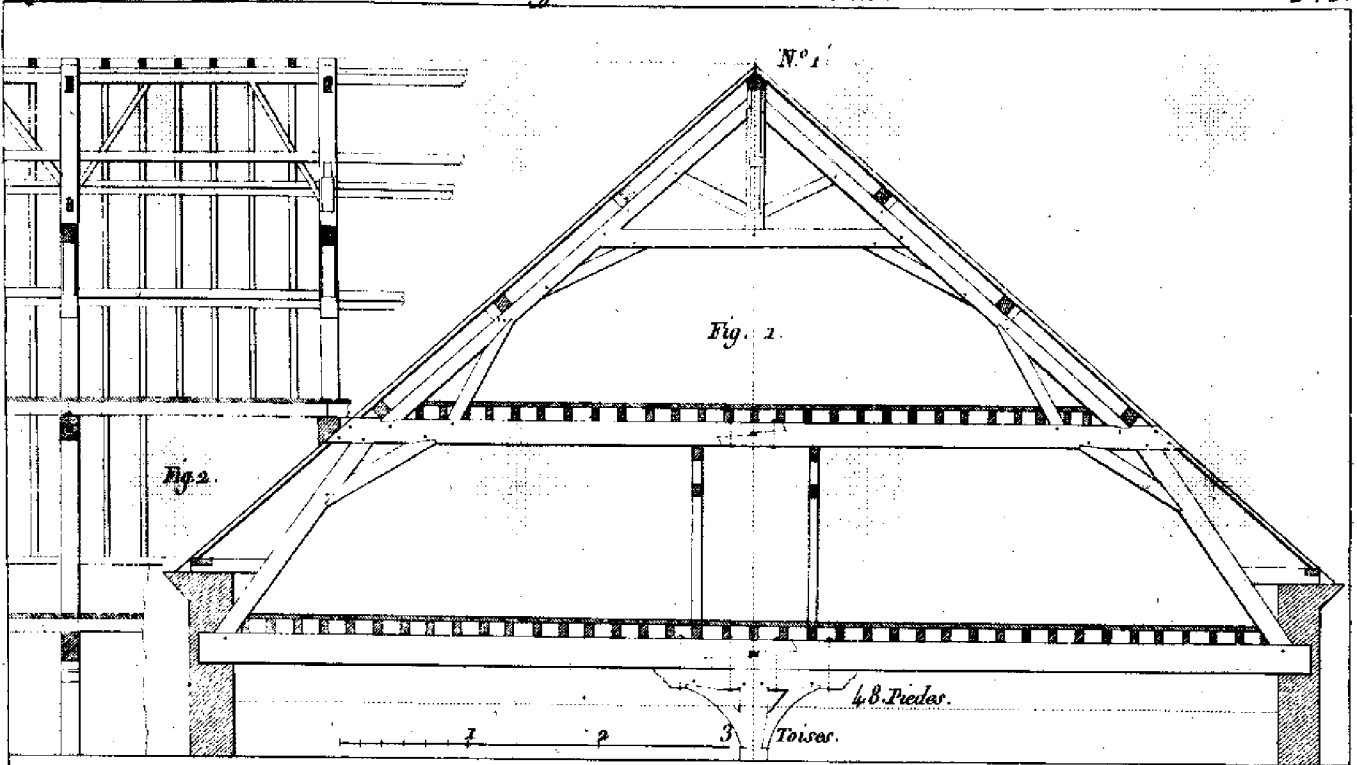 N.º 1
Fig. 1.
Fig 2.
48. Piedes.
1 2 3 Toises.